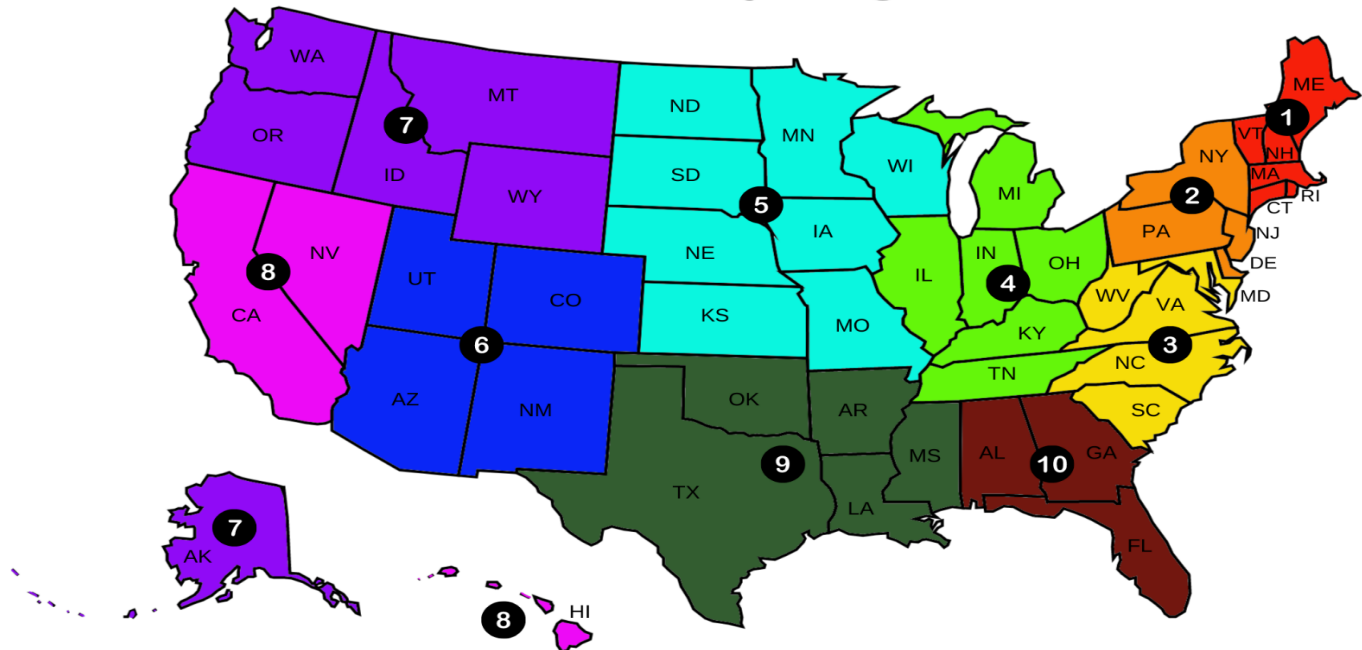 WA
MT
ND
MN
ME
1
VT
NH
NY
MA
RI
CT
2
OR
7
ID
WY
SD
5
WI
MI
PA
NJ
DE
MD
NE
IA
IL
IN
OH
4
WV
VA
NV
8
CA
UT
CO
6
KS
MO
KY
3
NC
TN
SC
AZ
NM
OK
AR
TX
9
MS
AL
10
GA
LA
FL
7
AK
8
HI